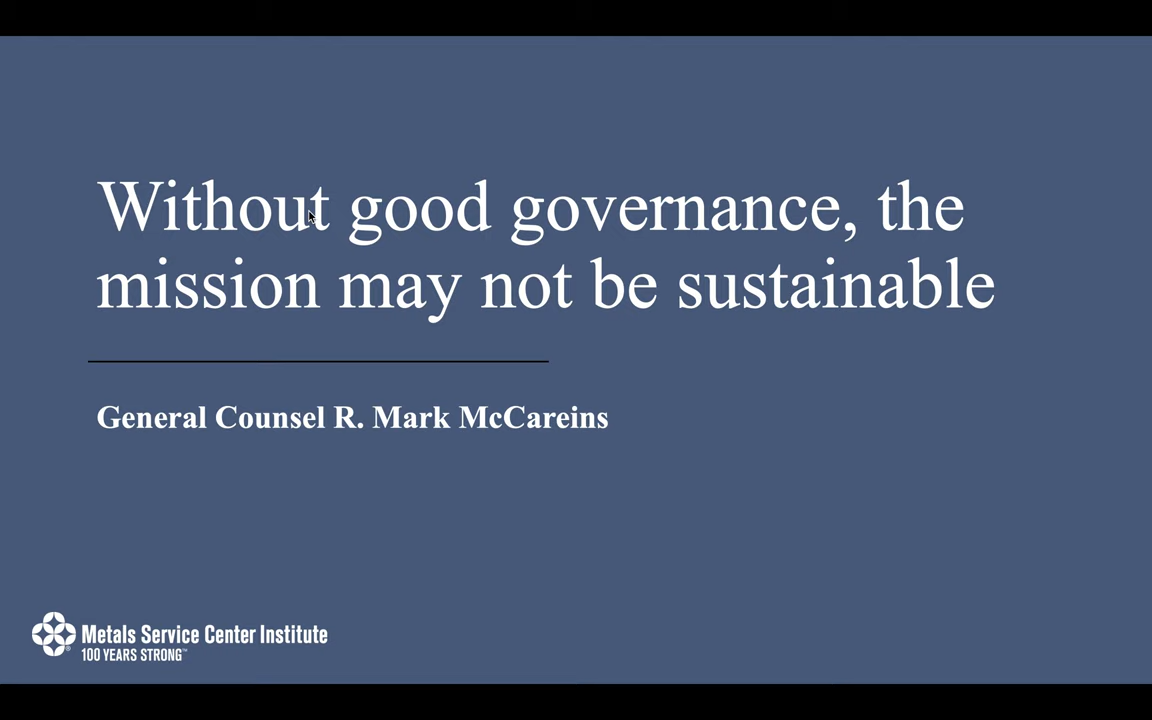 Without good governance, the
mission may not be sustainable
General Counsel R. Mark McCareins
Metals Service Center Institute
100 YEARS STRONG™